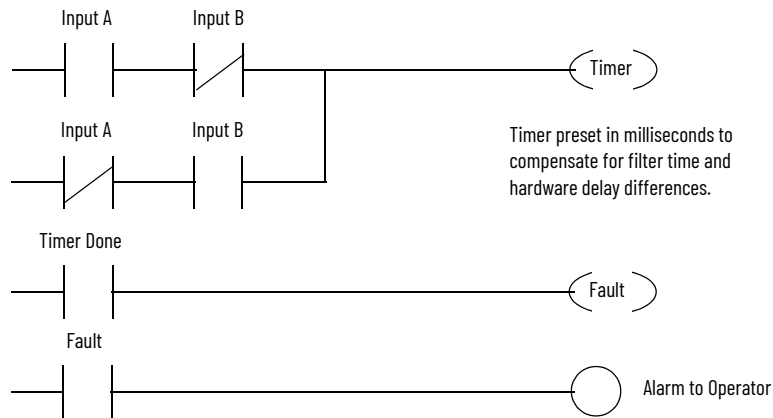 Input A
Input B
Timer
Input A
Input B
Timer preset in milliseconds to
compensate for filter time and
hardware delay differences.
Timer Done
Fault
Fault
Alarm to Operator